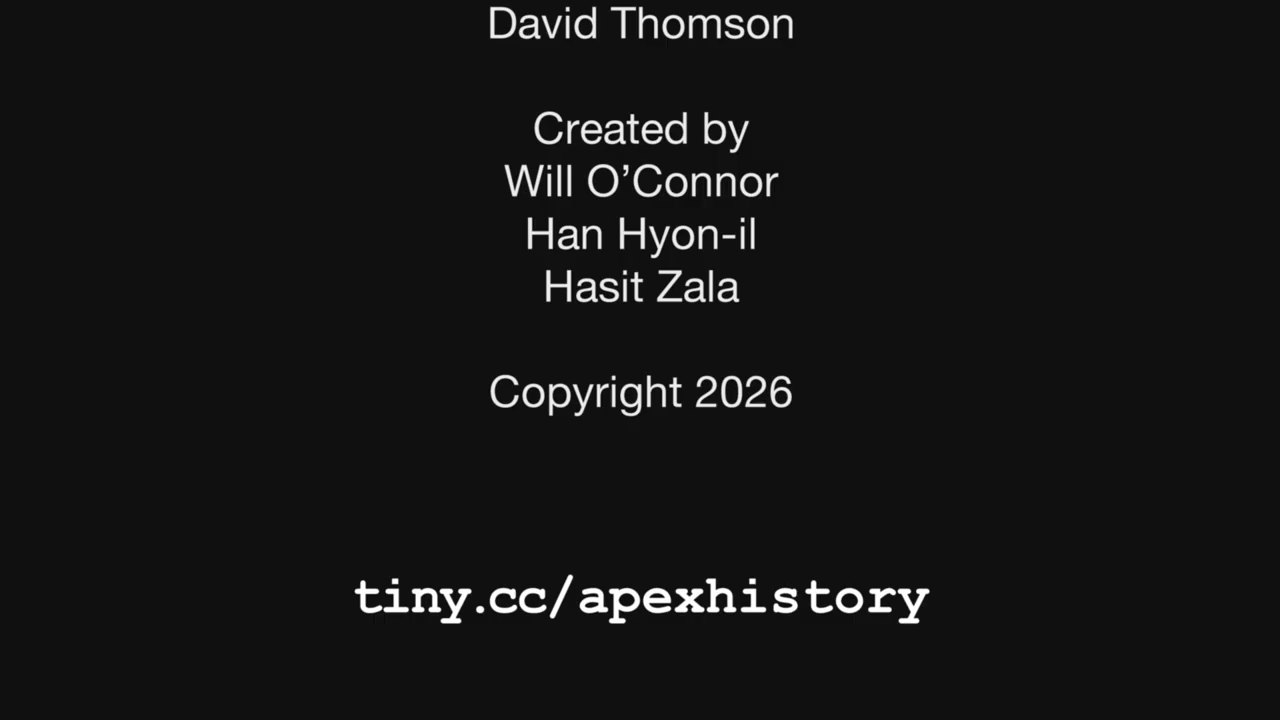 David Thomson
Created by
Will O’Connor
Han Hyon-il
Hasit Zala
Copyright 2026
tiny.cc/apexhistory